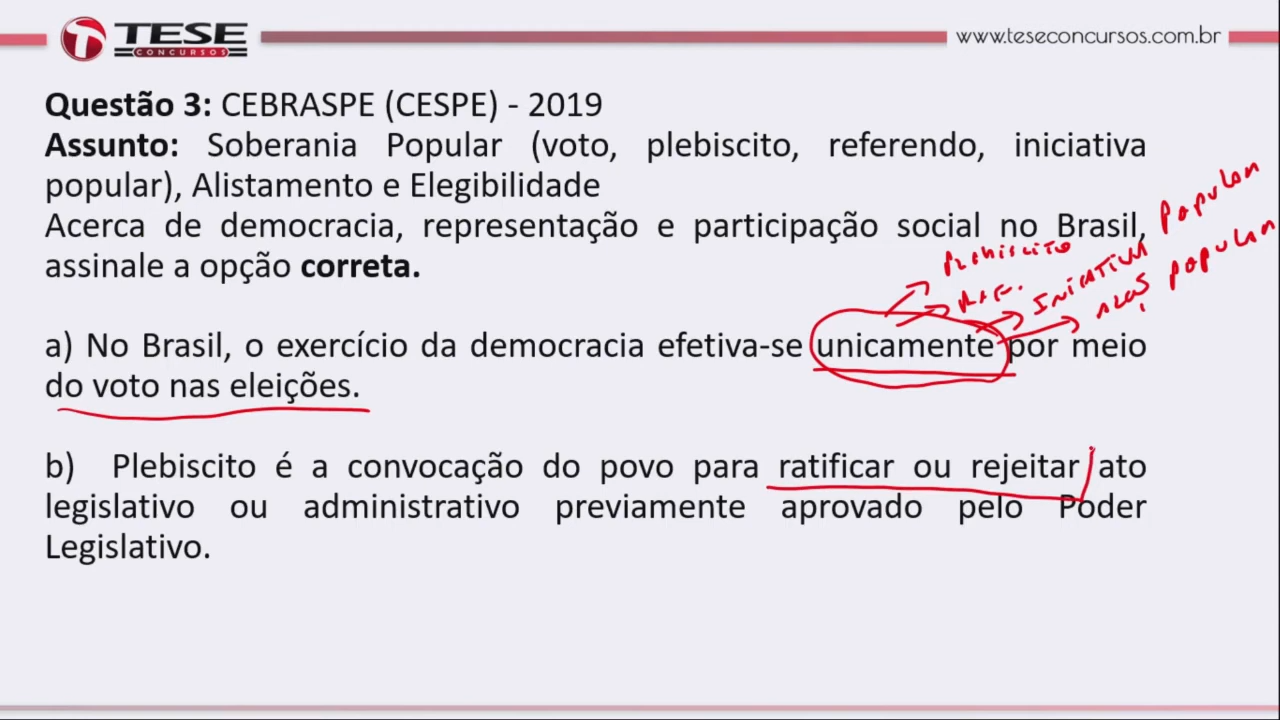 TESE
CONCURSOS
www.teseconcursos.com.br
Questão 3: CEBRASPE (CESPE) - 2019
Assunto: Soberania Popular (voto, plebiscito, referendo, iniciativa
popular), Alistamento e Elegibilidade
Acerca de democracia, representação e participação social no Brasil,
assinale a opção correta.
Plebiscito
Ref.
Iniciativa popular
popular
a) No Brasil, o exercício da democracia efetiva-se unicamente por meio
do voto nas eleições.
b) Plebiscito é a convocação do povo para ratificar ou rejeitar ato
legislativo ou administrativo previamente aprovado pelo Poder
Legislativo.